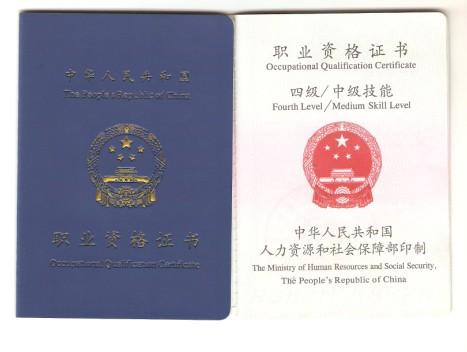 中华人民共和国
The People's Republic of China
职业资格证书
Occupational Qualification Certificate
职业资格证书
Occupational Qualification Certificate
四级/中级技能
Fourth Level/Medium Skill Level
中华人民共和国
人力资源和社会保障部印制
The Ministry of Human Resources and Social Security,
The People's Republic of China